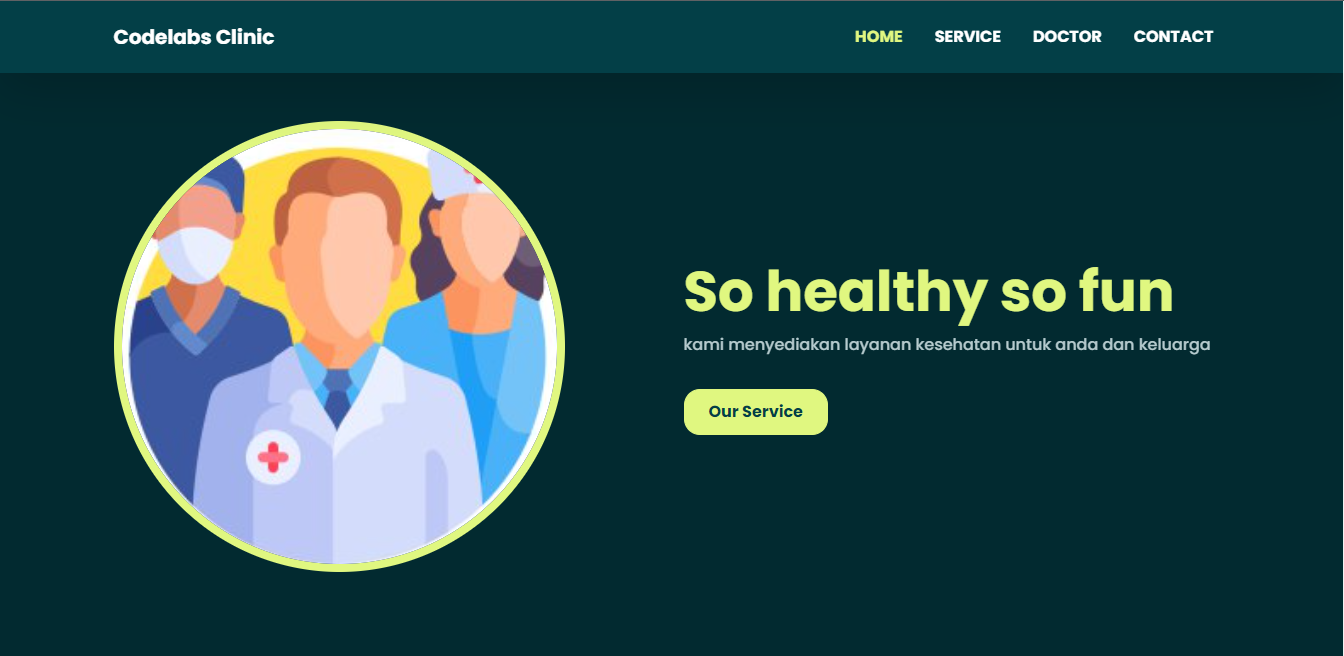 Codelabs Clinic
HOME SERVICE DOCTOR CONTACT
So healthy so fun
kami menyediakan layanan kesehatan untuk anda dan keluarga
Our Service